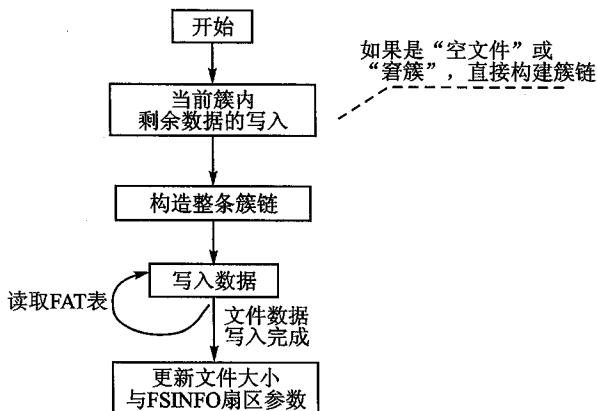 开始
如果是“空文件”或
“窘簇”，直接构建簇链
当前簇内
剩余数据的写入
构造整条簇链
写入数据
读取FAT表
文件数据
写入完成
更新文件大小
与FSINFO扇区参数